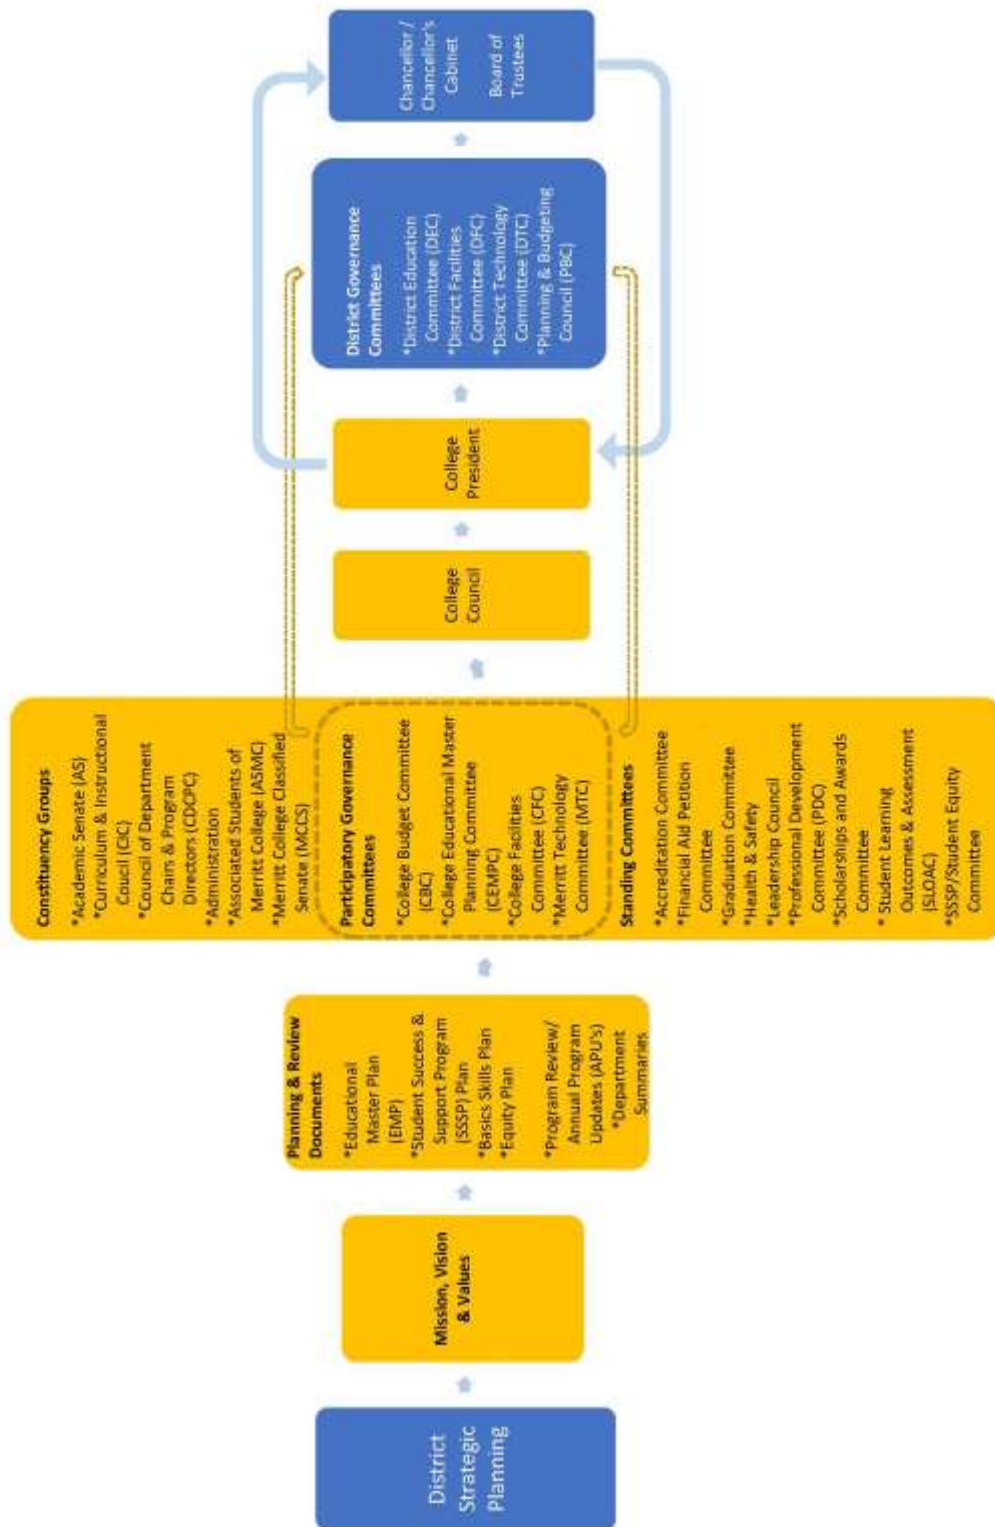 District
Strategic
Planning
Mission, Vision
& Values
Planning & Review
Documents
*Educational
Master Plan
(EMP)
*Student Success &
Support Program
(SSSP) Plan
*Basics Skills Plan
*Equity Plan
*Program Review/
Annual Program
Updates (APU's)
*Department
Summaries
Constituency Groups
*Academic Senate (AS)
*Curriculum & Instructional
Coucil (CIC)
*Council of Department
Chairs & Program
Directors (CDCPC)
*Administration
*Associated Students of
Merritt College (ASMC)
*Merritt College Classified
Senate (MCCS)
Participatory Governance
Committees
*College Budget Committee
(CBC)
*College Educational Master
Planning Committee
(CEMPC)
*College Facilities
Committee (CFC)
*Merritt Technology
Committee (MTC)
Standing Committees
*Accreditation Committee
*Financial Aid Petition
Committee
*Graduation Committee
*Health & Safety
*Leadership Council
*Professional Development
Committee (PDC)
*Scholarships and Awards
Committee
* Student Learning
Outcomes & Assessment
(SLOAC)
*SSSP/Student Equity
Committee
College
Council
College
President
District Governance
Committees
*District Education
Committee (DEC)
*District Facilities
Committee (DFC)
*District Technology
Committee (DTC)
*Planning & Budgeting
Council (PBC)
Chancellor /
Chancellor's
Cabinet
Board of
Trustees